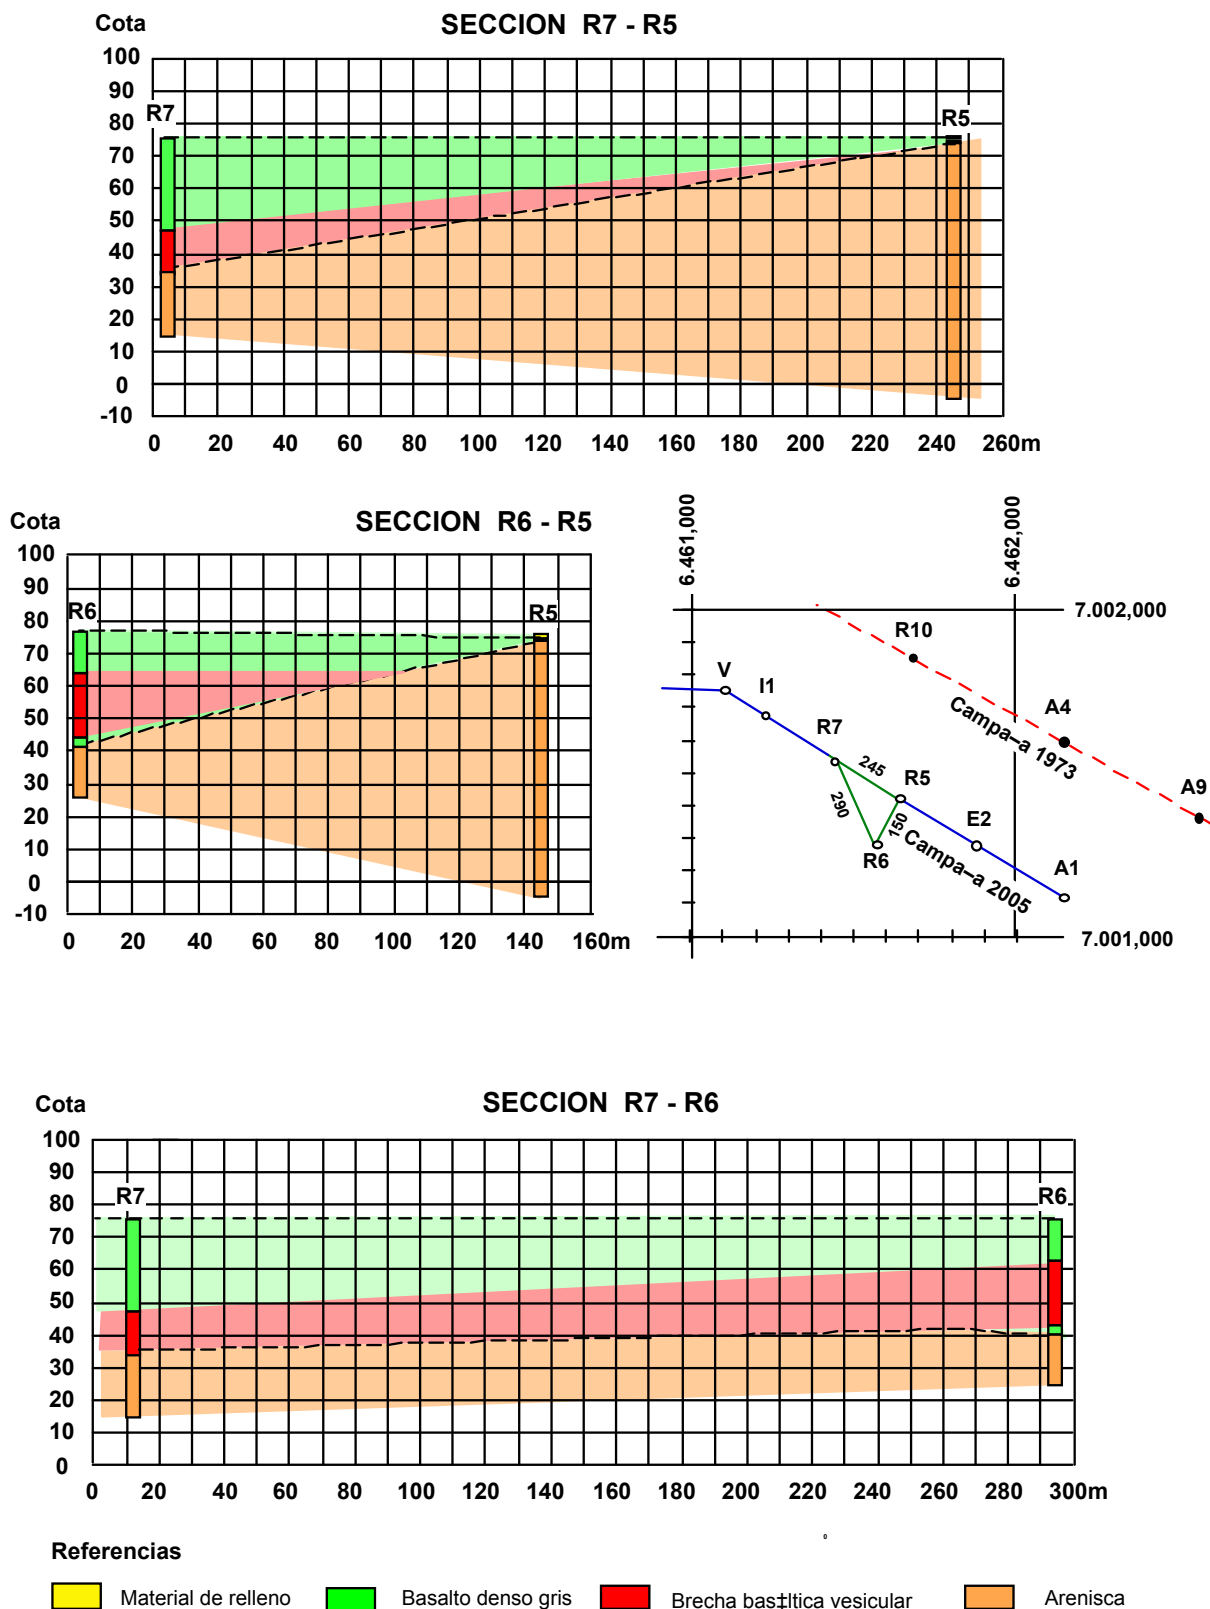 Cota
SECCION R7 - R5
100
90
80
70
60
50
40
30
20
10
0
-10
R7
R5
0 20 40 60 80 100 120 140 160 180 200 220 240 260m
Cota
SECCION R6 - R5
100
90
80
70
60
50
40
30
20
10
0
-10
R6
R5
0 20 40 60 80 100 120 140 160m
6.461,000
6.462,000
7.002,000
R10
V
I1
A4
Campa–a 1973
R7
245
R5
A9
290
150
E2
R6
Campa–a 2005
A1
7.001,000
Cota
SECCION R7 - R6
100
90
80
70
60
50
40
30
20
10
0
R7
R6
0 20 40 60 80 100 120 140 160 180 200 220 240 260 280 300m
Referencias
Material de relleno
Basalto denso gris
Brecha bas‡ltica vesicular
Arenisca